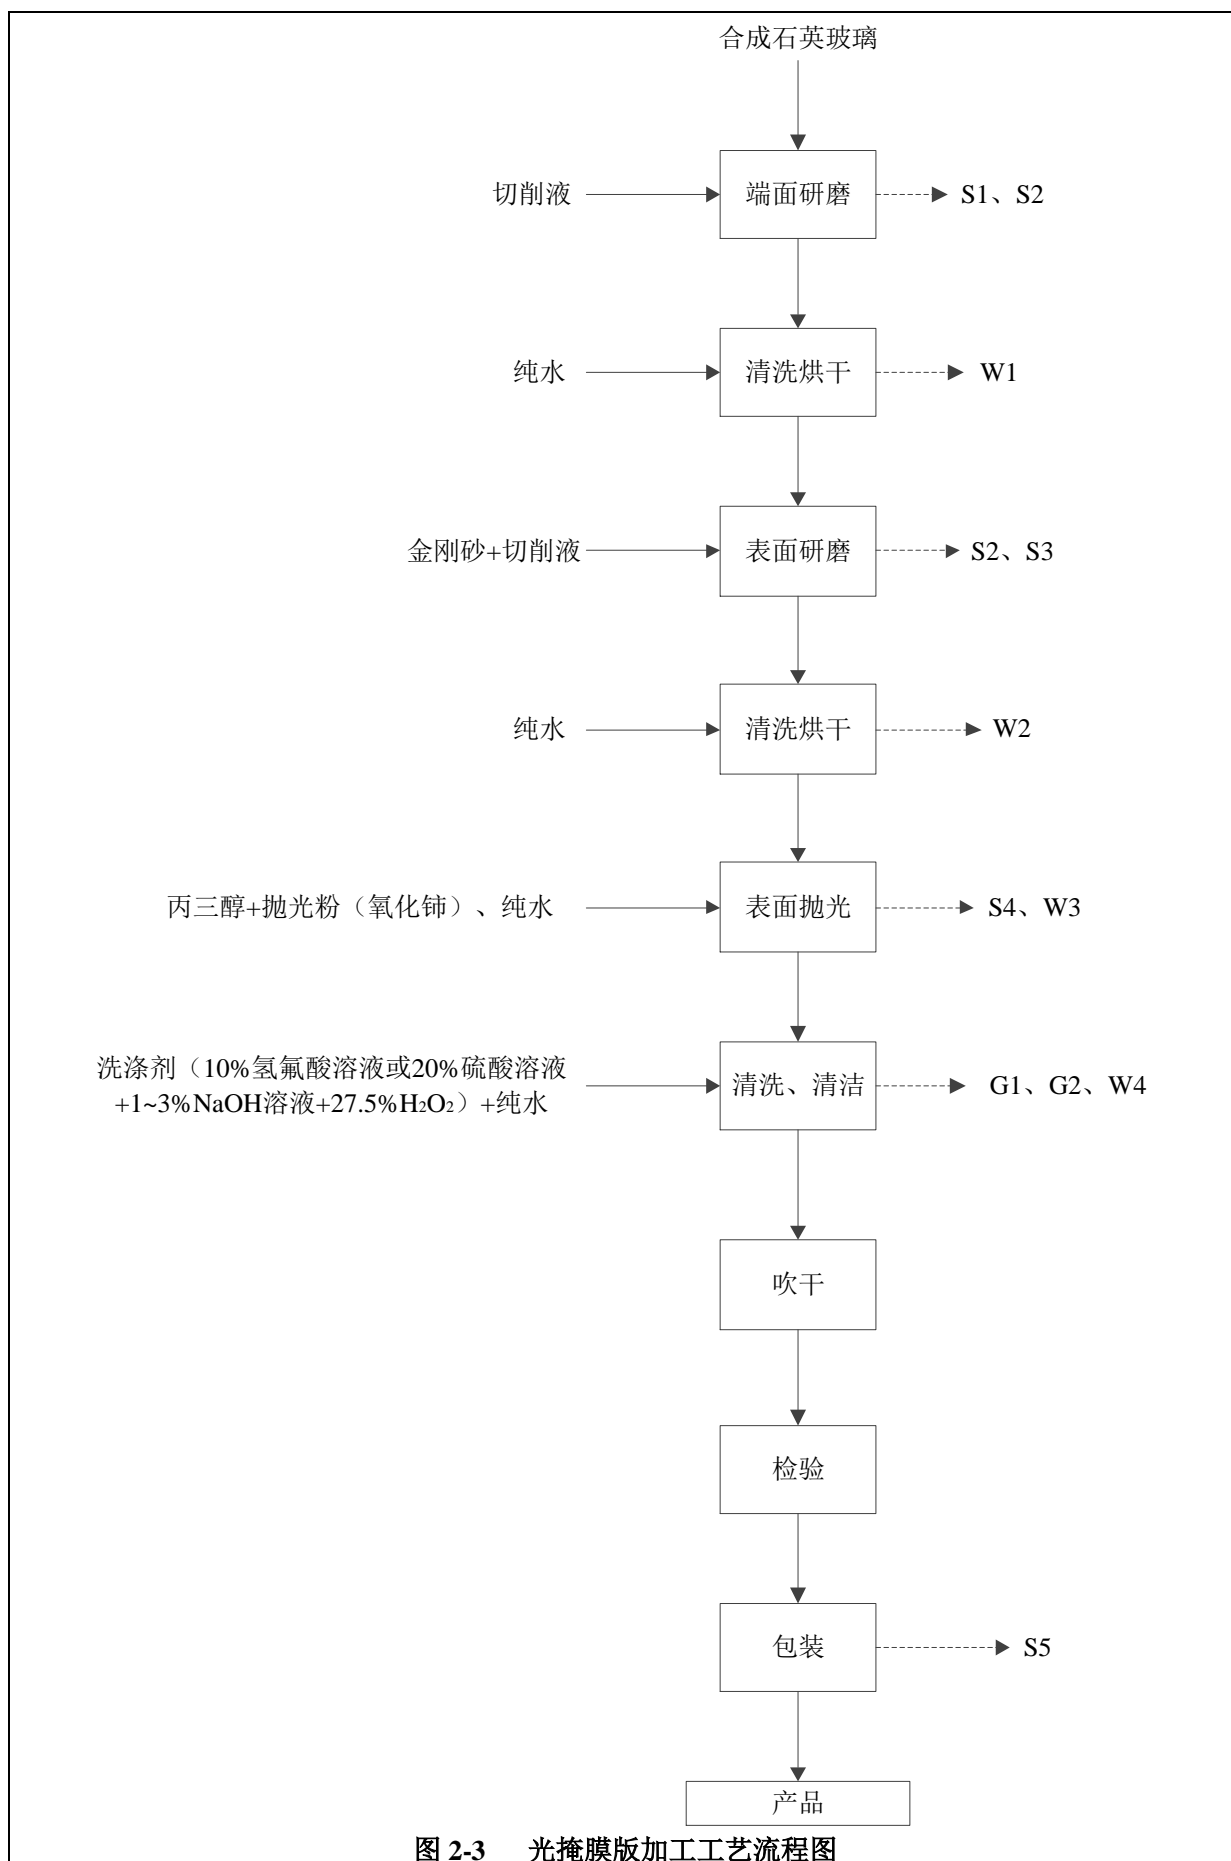 合成石英玻璃
切削液
端面研磨
S1、S2
纯水
清洗烘干
W1
金刚砂+切削液
表面研磨
S2、S3
纯水
清洗烘干
W2
丙三醇+抛光粉（氧化铈）、纯水
表面抛光
S4、W3
洗涤剂（10%氢氟酸溶液或20%硫酸溶液
+1~3%NaOH溶液+27.5%H₂O₂）+纯水
清洗、清洁
G1、G2、W4
吹干
检验
包装
S5
产品
图 2-3 光掩膜版加工工艺流程图